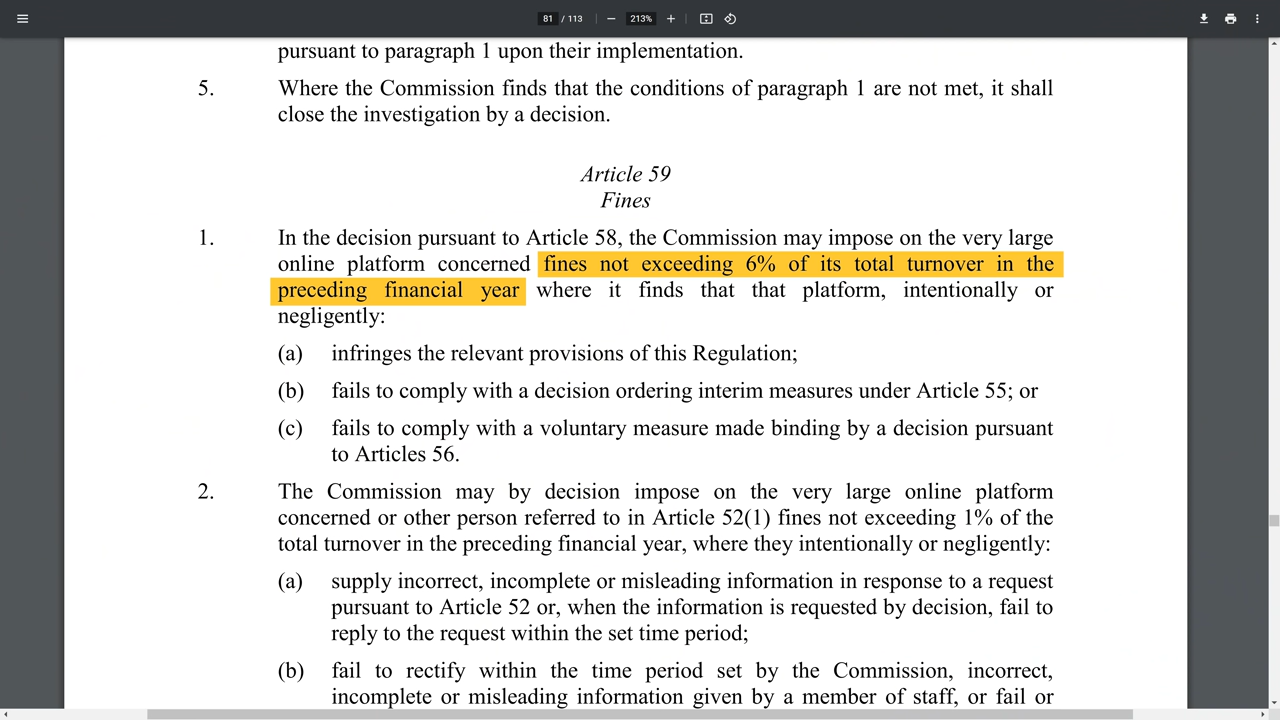 81 / 113
213%
pursuant to paragraph 1 upon their implementation.
5. Where the Commission finds that the conditions of paragraph 1 are not met, it shall
close the investigation by a decision.
Article 59
Fines
1. In the decision pursuant to Article 58, the Commission may impose on the very large
online platform concerned fines not exceeding 6% of its total turnover in the
preceding financial year where it finds that that platform, intentionally or
negligently:
(a) infringes the relevant provisions of this Regulation;
(b) fails to comply with a decision ordering interim measures under Article 55; or
(c) fails to comply with a voluntary measure made binding by a decision pursuant
to Articles 56.
2. The Commission may by decision impose on the very large online platform
concerned or other person referred to in Article 52(1) fines not exceeding 1% of the
total turnover in the preceding financial year, where they intentionally or negligently:
(a) supply incorrect, incomplete or misleading information in response to a request
pursuant to Article 52 or, when the information is requested by decision, fail to
reply to the request within the set time period;
(b) fail to rectify within the time period set by the Commission, incorrect,
incomplete or misleading information given by a member of staff, or fail or